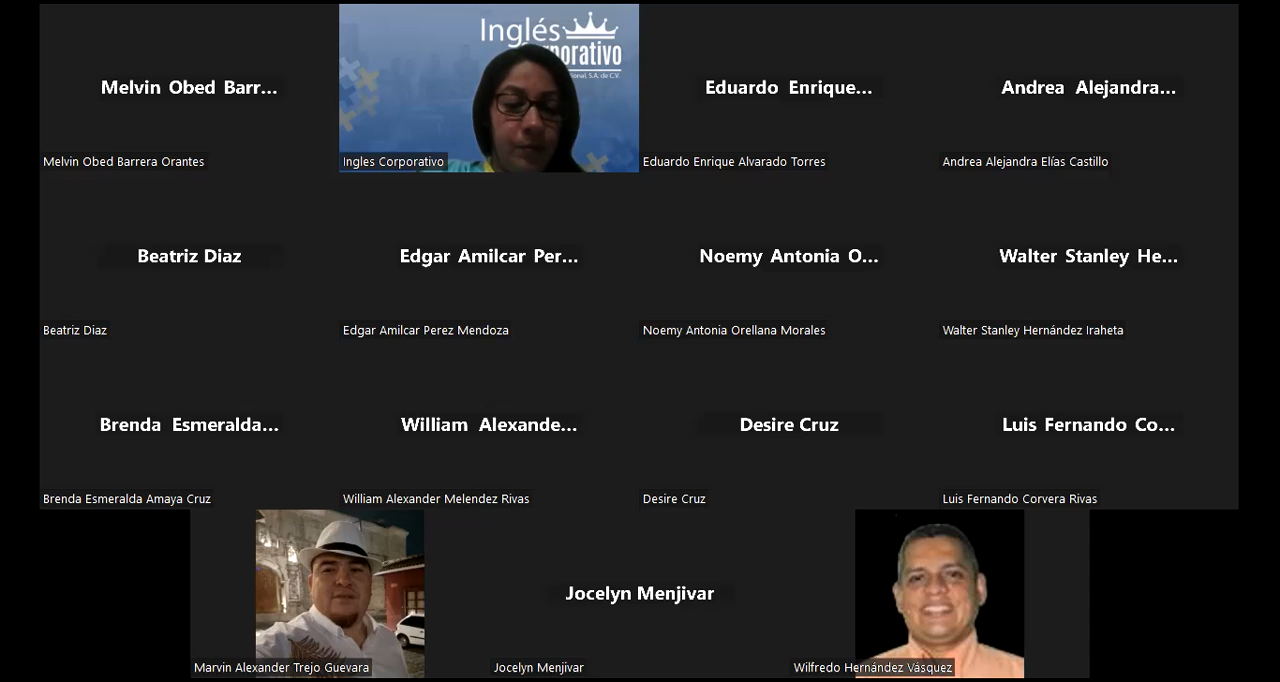 Melvin Obed Barr...
Melvin Obed Barrera Orantes
Inglés
porativo
sional, S.A. de C.V.
Ingles Corporativo
Eduardo Enrique...
Eduardo Enrique Alvarado Torres
Andrea Alejandra...
Andrea Alejandra Elías Castillo
Beatriz Diaz
Beatriz Diaz
Edgar Amilcar Per...
Edgar Amilcar Perez Mendoza
Noemy Antonia O...
Noemy Antonia Orellana Morales
Walter Stanley He...
Walter Stanley Hernández Iraheta
Brenda Esmeralda...
Brenda Esmeralda Amaya Cruz
William Alexande...
William Alexander Melendez Rivas
Desire Cruz
Desire Cruz
Luis Fernando Co...
Luis Fernando Corvera Rivas
Marvin Alexander Trejo Guevara
Jocelyn Menjivar
Jocelyn Menjivar
Wilfredo Hernández Vásquez